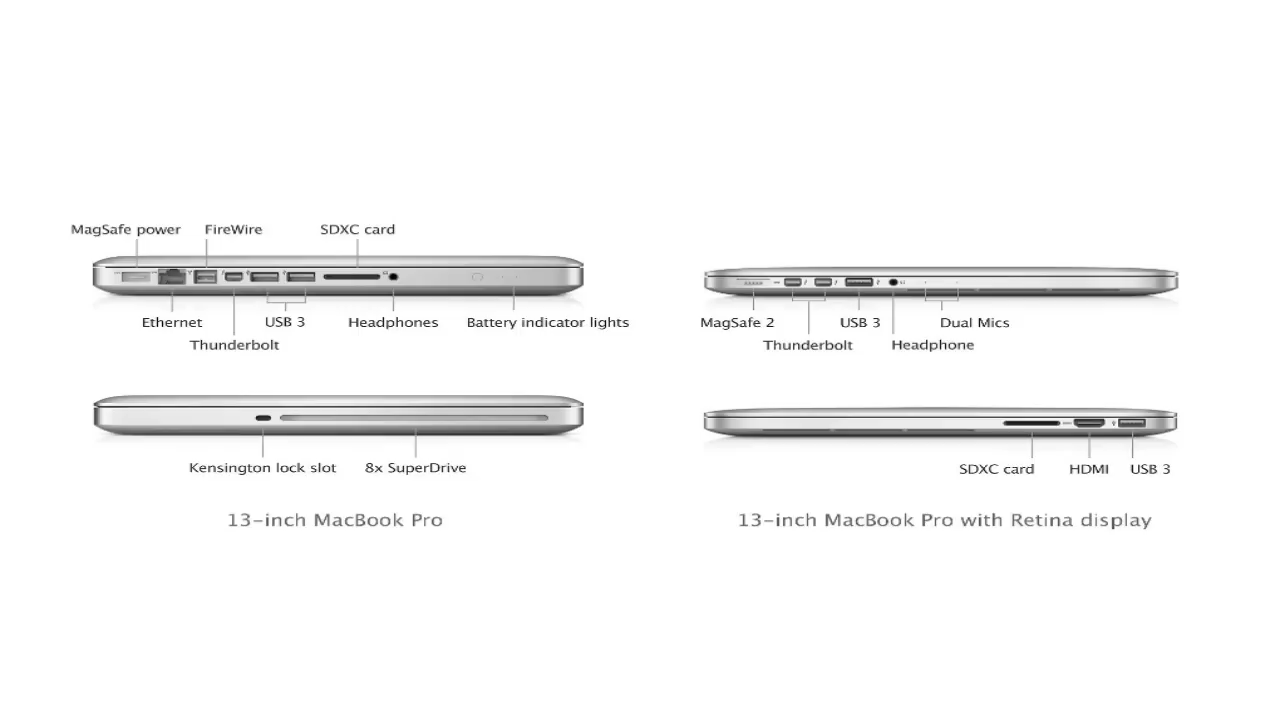 MagSafe power FireWire SDXC card
Ethernet USB 3 Headphones Battery indicator lights
Thunderbolt
Kensington lock slot 8x SuperDrive
13-inch MacBook Pro
MagSafe 2 USB 3 Dual Mics
Thunderbolt Headphone
SDXC card HDMI USB 3
13-inch MacBook Pro with Retina display